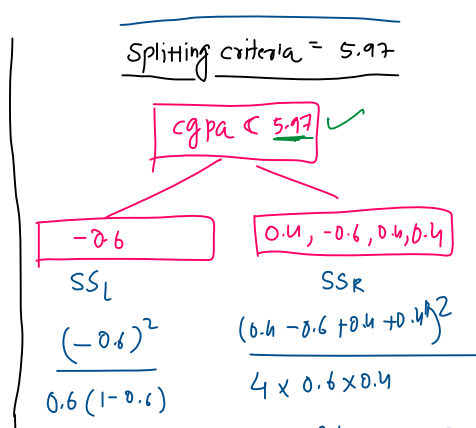 Splitting criteria = 5.97
cgpa < 5.97 ✓
-0.6
0.4, -0.6, 0.4, 0.4
SSL
SSR
(-0.6)²
0.6 (1-0.6)
(0.4 -0.6 +0.4 +0.4)²
4 x 0.6 x 0.4